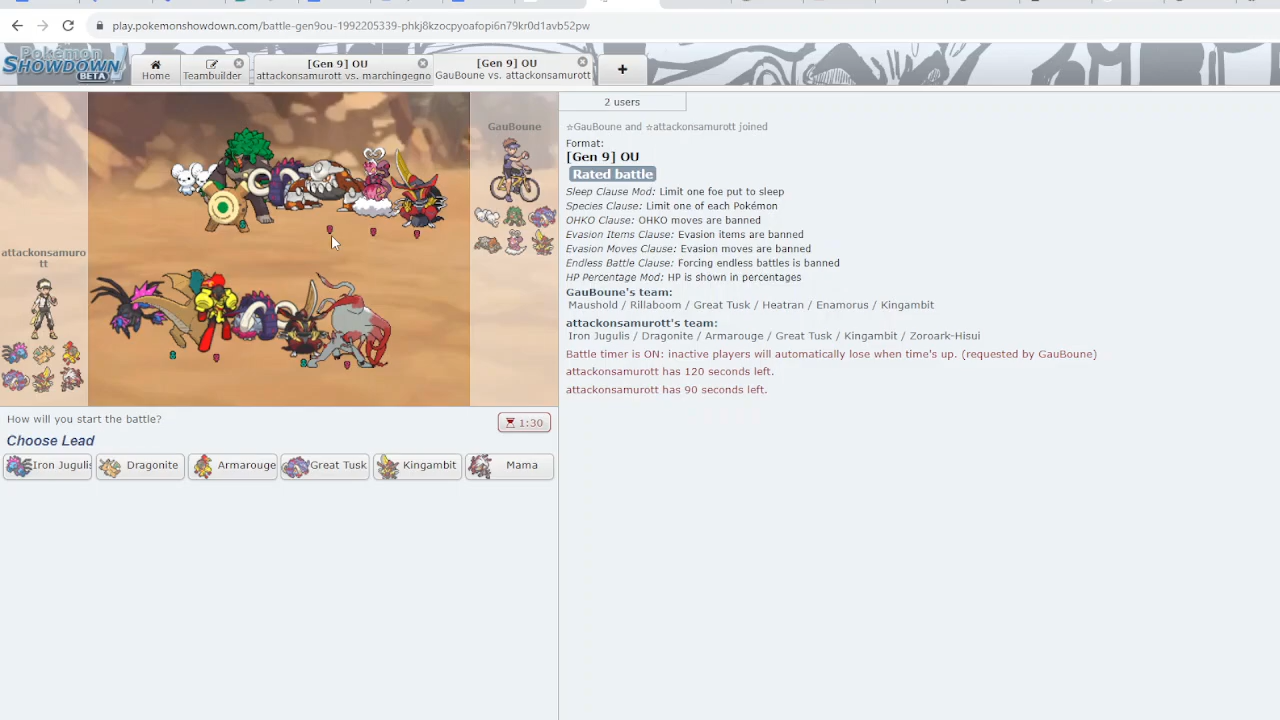 play.pokemonshowdown.com/battle-gen9ou-1992205339-phkj8kzocpyoafopi6n79kr0d1avb52pw
Pokémon
SHOWDOWN
BETA
Home
Teambuilder
[Gen 9] OU
attackonsamurott vs. marchingegno
[Gen 9] OU
GauBoune vs. attackonsamurott
+
2 users
☆GauBoune and ☆attackonsamurott joined
Format:
[Gen 9] OU
Rated battle
Sleep Clause Mod: Limit one foe put to sleep
Species Clause: Limit one of each Pokémon
OHKO Clause: OHKO moves are banned
Evasion Items Clause: Evasion items are banned
Evasion Moves Clause: Evasion moves are banned
Endless Battle Clause: Forcing endless battles is banned
HP Percentage Mod: HP is shown in percentages
GauBoune's team:
Maushold / Rillaboom / Great Tusk / Heatran / Enamorus / Kingambit
attackonsamurott's team:
Iron Jugulis / Dragonite / Armarouge / Great Tusk / Kingambit / Zoroark-Hisui
Battle timer is ON: inactive players will automatically lose when time's up. (requested by GauBoune)
attackonsamurott has 120 seconds left.
attackonsamurott has 90 seconds left.
GauBoune
attackonsamuro
tt
How will you start the battle?
1:30
Choose Lead
Iron Jugulis
Dragonite
Armarouge
Great Tusk
Kingambit
Mama